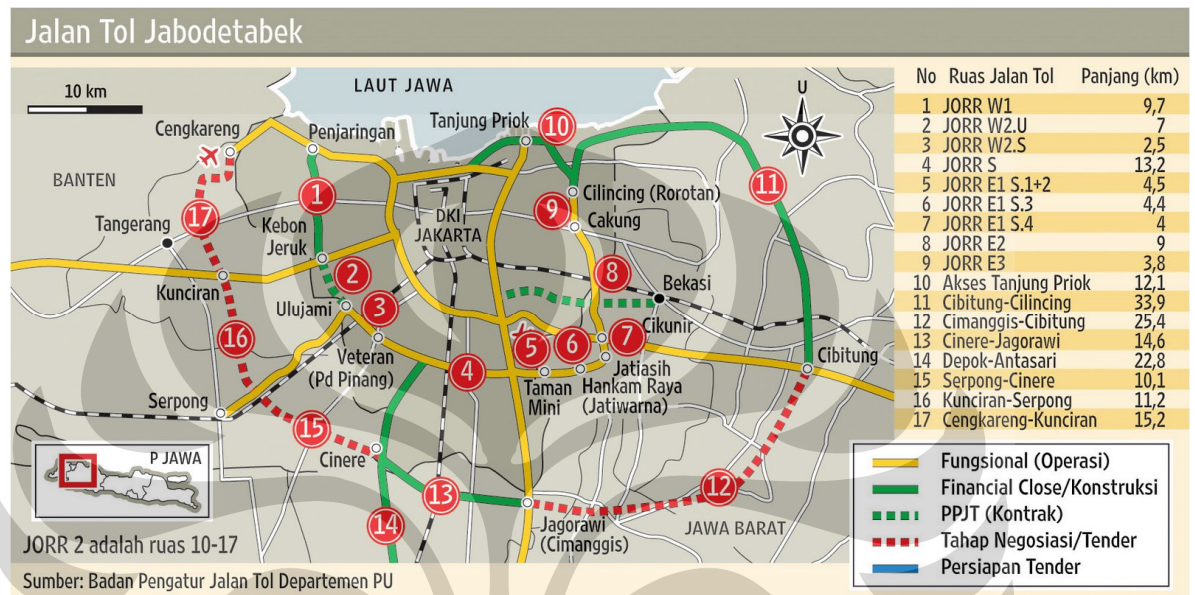 Jalan Tol Jabodetabek
10 km
LAUT JAWA
U
Cengkareng
Penjaringan
Tanjung Priok
10
BANTEN
1
11
Cilincing (Rorotan)
17
9
Tangerang
Kebon
Jeruk
DKI
JAKARTA
Cakung
2
8
Kunciran
Bekasi
Ulujami
3
Cikunir
16
5
6
7
Veteran
(Pd Pinang)
4
Jatiasih
Cibitung
Taman
Mini
Hankam Raya
(Jatiwarna)
Serpong
15
Cinere
12
13
14
Jagorawi
(Cimanggis)
JAWA BARAT
P JAWA
JORR 2 adalah ruas 10-17
Sumber: Badan Pengatur Jalan Tol Departemen PU
No Ruas Jalan Tol Panjang (km)
1 JORR W1 9,7
2 JORR W2.U 7
3 JORR W2.S 2,5
4 JORR S 13,2
5 JORR E1 S.1+2 4,5
6 JORR E1 S.3 4,4
7 JORR E1 S.4 4
8 JORR E2 9
9 JORR E3 3,8
10 Akses Tanjung Priok 12,1
11 Cibitung-Cilincing 33,9
12 Cimanggis-Cibitung 25,4
13 Cinere-Jagorawi 14,6
14 Depok-Antasari 22,8
15 Serpong-Cinere 10,1
16 Kunciran-Serpong 11,2
17 Cengkareng-Kunciran 15,2
Fungsional (Operasi)
Financial Close/Konstruksi
PPJT (Kontrak)
Tahap Negosiasi/Tender
Persiapan Tender